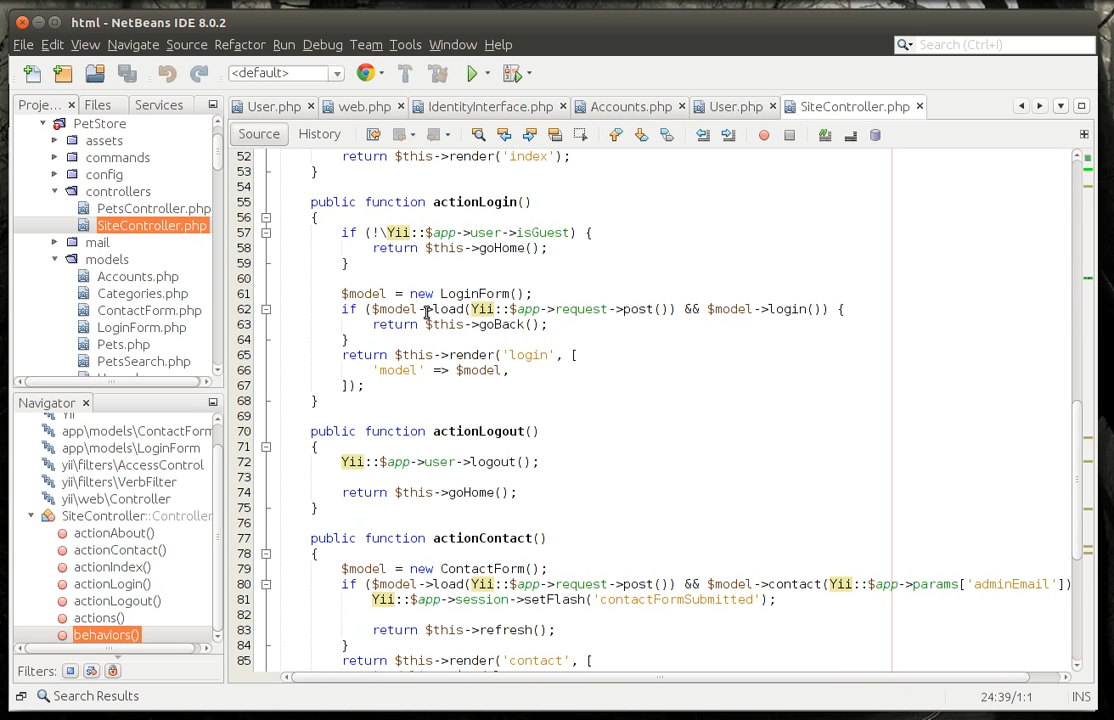 html - NetBeans IDE 8.0.2
File Edit View Navigate Source Refactor Run Debug Team Tools Window Help
Search (Ctrl+I)
<default>
Proje... Files Services
PetStore
assets
commands
config
controllers
PetsController.php
SiteController.php
mail
models
Accounts.php
Categories.php
ContactForm.php
LoginForm.php
Pets.php
PetsSearch.php
Navigator
Yii
app\models\ContactForm
app\models\LoginForm
yii\filters\AccessControl
yii\filters\VerbFilter
yii\web\Controller
SiteController::Controller
actionAbout()
actionContact()
actionIndex()
actionLogin()
actionLogout()
actions()
behaviors()
Filters:
User.php web.php IdentityInterface.php Accounts.php User.php SiteController.php
Source History
52 return $this->render('index');
53 }
54
55 public function actionLogin()
56 {
57 if (!\Yii::$app->user->isGuest) {
58 return $this->goHome();
59 }
60
61 $model = new LoginForm();
62 if ($model->load(Yii::$app->request->post()) && $model->login()) {
63 return $this->goBack();
64 }
65 return $this->render('login', [
66 'model' => $model,
67 ]);
68 }
69
70 public function actionLogout()
71 {
72 Yii::$app->user->logout();
73
74 return $this->goHome();
75 }
76
77 public function actionContact()
78 {
79 $model = new ContactForm();
80 if ($model->load(Yii::$app->request->post()) && $model->contact(Yii::$app->params['adminEmail'])
81 Yii::$app->session->setFlash('contactFormSubmitted');
82
83 return $this->refresh();
84 }
85 return $this->render('contact', [
Search Results
24:39/1:1 INS